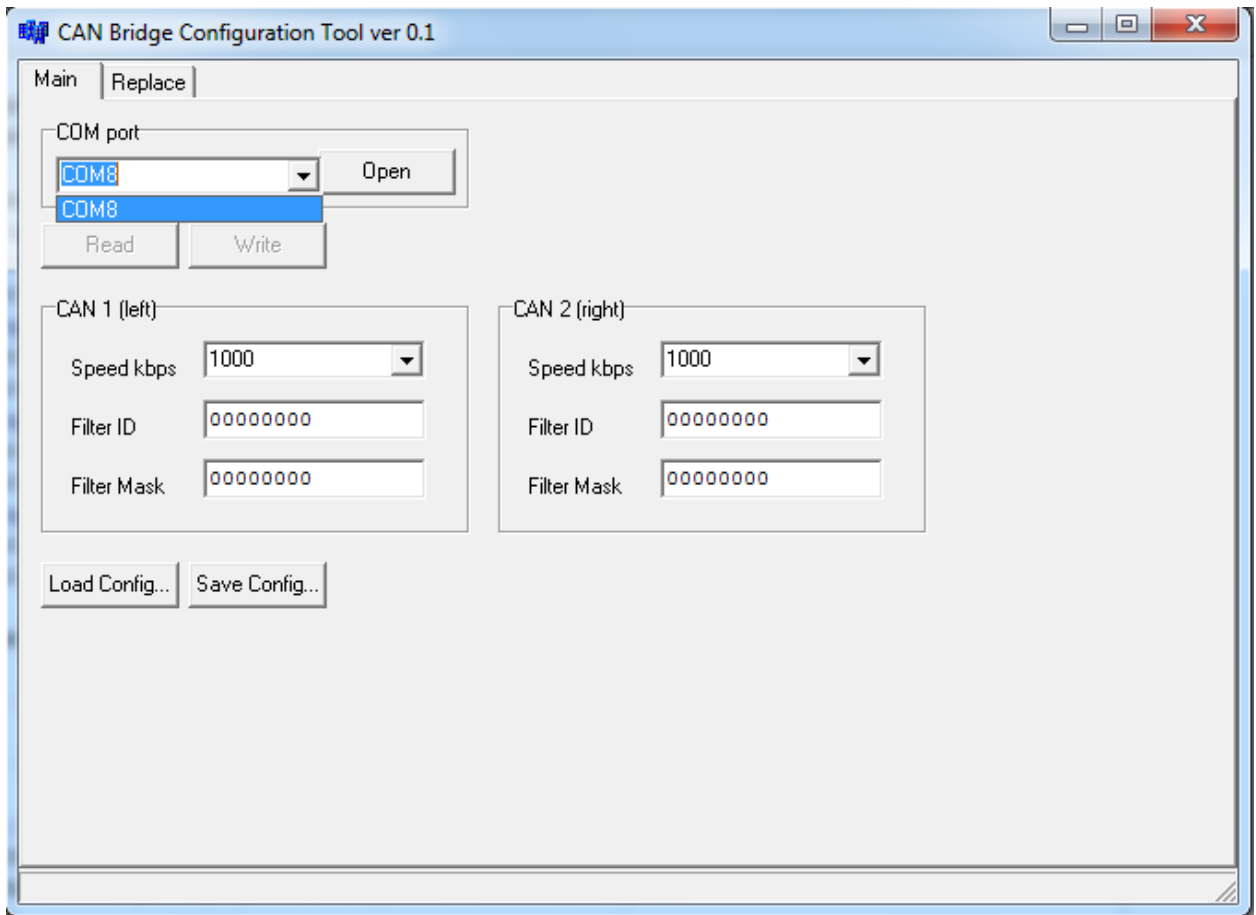 CAN Bridge Configuration Tool ver 0.1
Main Replace
COM port
COM8 Open
COM8
Read Write
CAN 1 (left)
Speed kbps 1000
Filter ID 00000000
Filter Mask 00000000
CAN 2 (right)
Speed kbps 1000
Filter ID 00000000
Filter Mask 00000000
Load Config... Save Config...